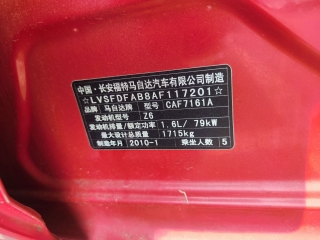 中国·长安福特马自达汽车有限公司制造
☆LVSFDFAB8AF117201☆
品牌 马自达牌 型号 CAF7161A
发动机型号 Z6
发动机排量/额定功率 1.6L/79kW
最大设计总质量 1715kg
制造年月 2010-1 乘坐人数 5